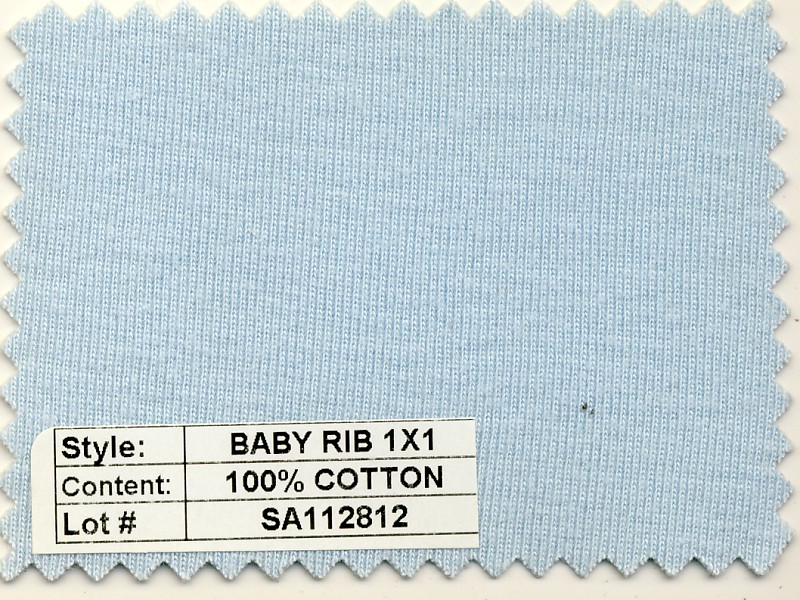 Style: BABY RIB 1X1
Content: 100% COTTON
Lot # SA112812